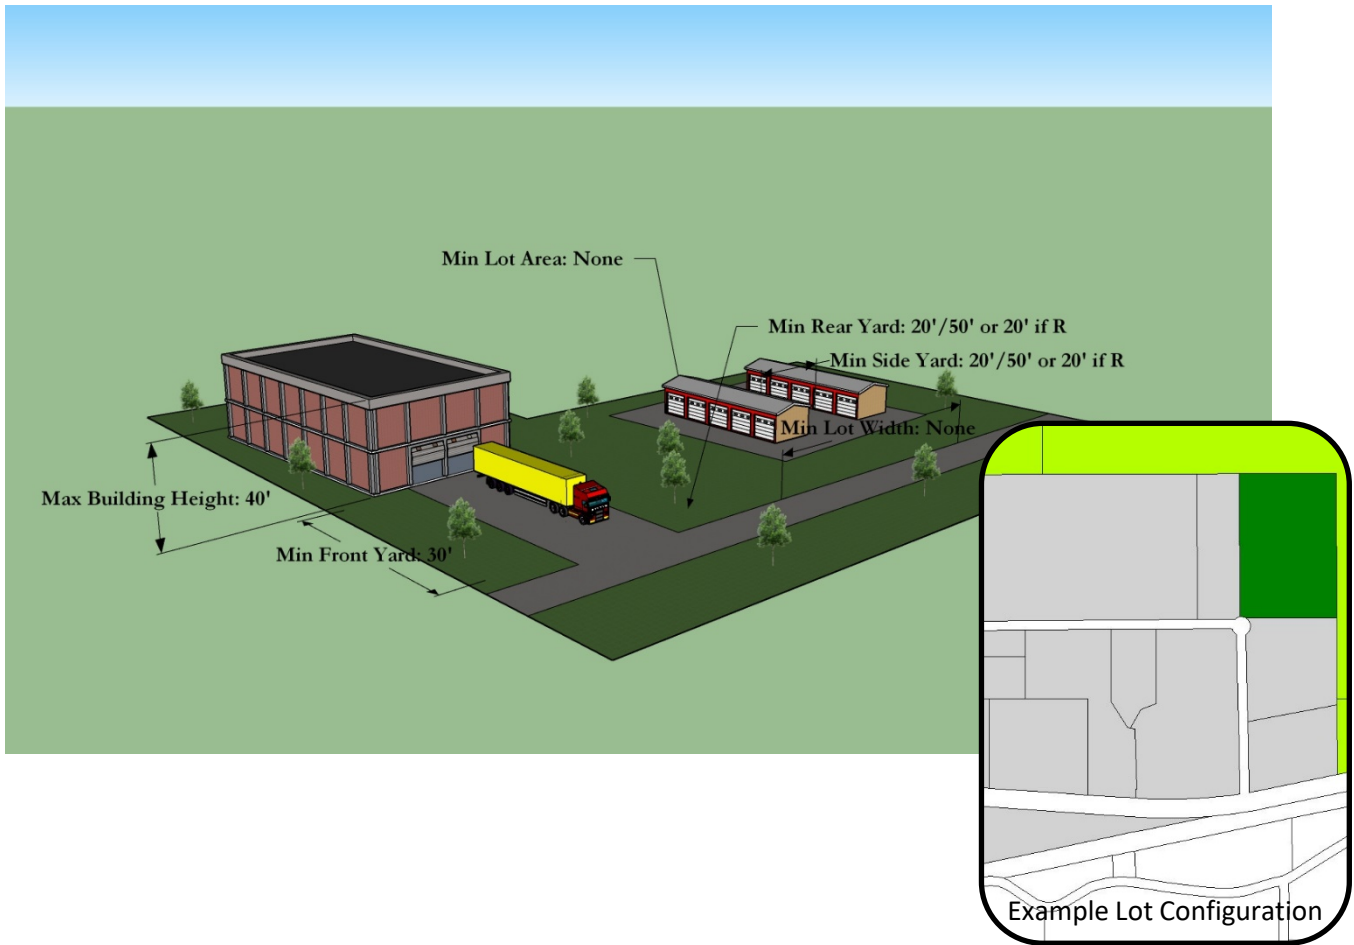 Min Lot Area: None
Min Rear Yard: 20'/50' or 20' if R
Min Side Yard: 20'/50' or 20' if R
Min Lot Width: None
Max Building Height: 40'
Min Front Yard: 30'
Example Lot Configuration